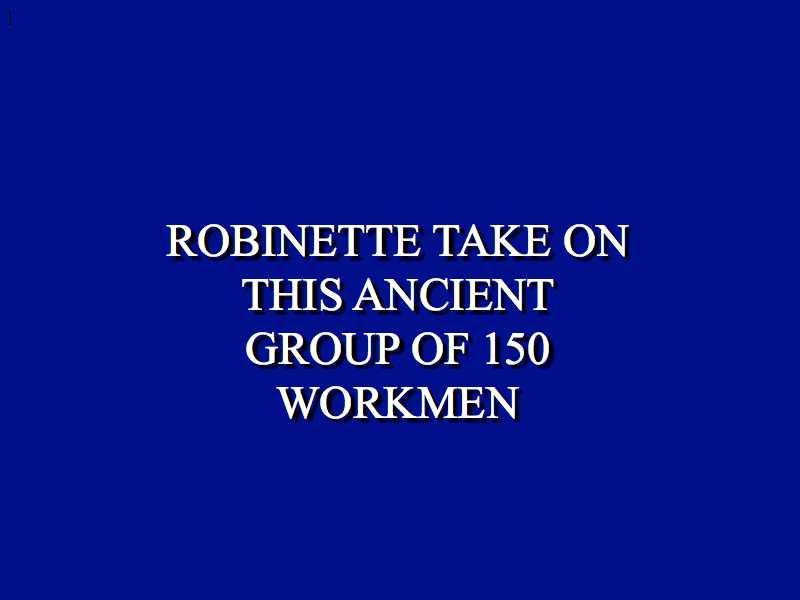 1
ROBINETTE TAKE ON
THIS ANCIENT
GROUP OF 150
WORKMEN